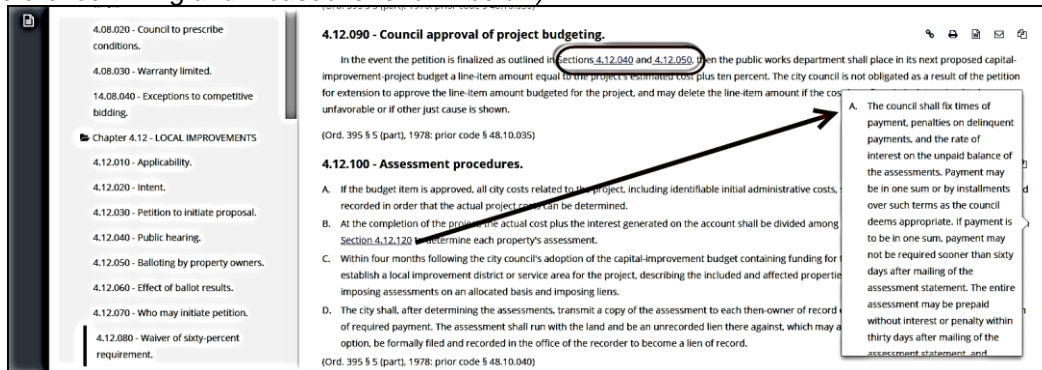 4.08.020 - Council to prescribe
conditions.
4.08.030 - Warranty limited.
14.08.040 - Exceptions to competitive
bidding.
Chapter 4.12 - LOCAL IMPROVEMENTS
4.12.010 - Applicability.
4.12.020 - Intent.
4.12.030 - Petition to initiate proposal.
4.12.040 - Public hearing.
4.12.050 - Balloting by property owners.
4.12.060 - Effect of ballot results.
4.12.070 - Who may initiate petition.
4.12.080 - Waiver of sixty-percent
requirement.
4.12.090 - Council approval of project budgeting.
In the event the petition is finalized as outlined in Sections 4.12.040 and 4.12.050, then the public works department shall place in its next proposed capital-
improvement-project budget a line-item amount equal to the project's estimated cost plus ten percent. The city council is not obligated as a result of the petition
for extension to approve the line-item amount budgeted for the project, and may delete the line-item amount if the
unfavorable or if other just cause is shown.
(Ord. 395 § 5 (part), 1978: prior code § 48.10.035)
4.12.100 - Assessment procedures.
A. If the budget item is approved, all city costs related to the project, including identifiable initial administrative costs,
recorded in order that the actual project costs can be determined.
B. At the completion of the project the actual cost plus the interest generated on the account shall be divided among
Section 4.12.120 to determine each property's assessment.
C. Within four months following the city council's adoption of the capital-improvement budget containing funding for
establish a local improvement district or service area for the project, describing the included and affected
imposing assessments on an allocated basis and imposing liens.
D. The city shall, after determining the assessments, transmit a copy of the assessment to each then-owner of record
of required payment. The assessment shall run with the land and be an unrecorded lien there against, which may
option, be formally filed and recorded in the office of the recorder to become a lien of record.
(Ord. 395 § 5 (part), 1978: prior code § 48.10.040)
A. The council shall fix times of
payment, penalties on delinquent
payments, and the rate of
interest on the unpaid balance of
the assessments. Payment may
be in one sum or by installments
over such terms as the council
deems appropriate. If payment is
to be in one sum, payment may
not be required sooner than sixty
days after mailing of the
assessment statement. The entire
assessment may be prepaid
without interest or penalty within
thirty days after mailing of the
assessment statement, and